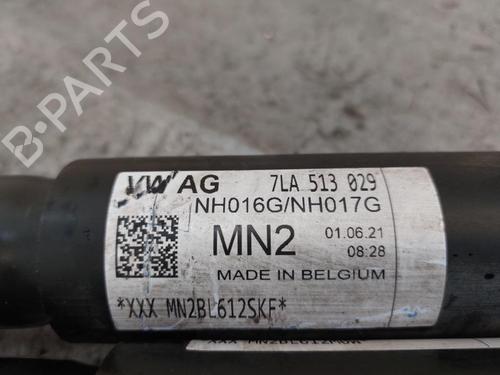 B-PARTS
VW AG 7LA 513 029
NH016G/NH017G
MN2 01.06.21
08:28
MADE IN BELGIUM
*XXX MN2BL612SKF*